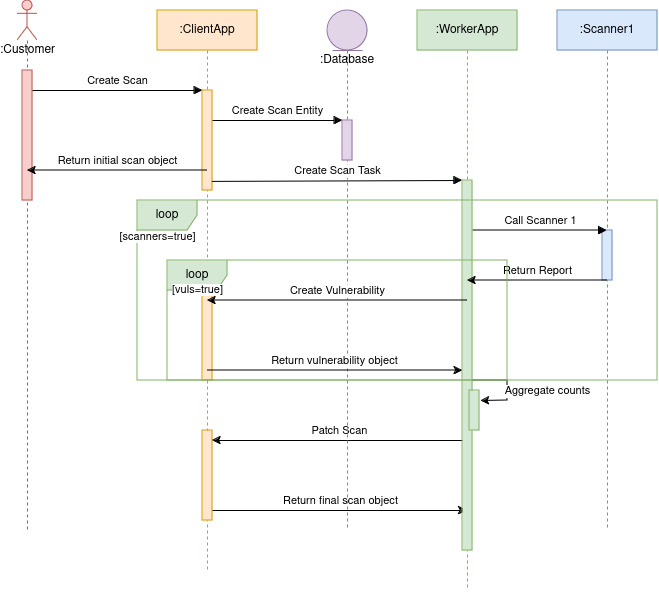 :Customer
:ClientApp
:Database
:WorkerApp
:Scanner1
Create Scan
Create Scan Entity
Return initial scan object
Create Scan Task
loop
[scanners=true]
Call Scanner 1
loop
[vuls=true]
Return Report
Create Vulnerability
Return vulnerability object
Aggregate counts
Patch Scan
Return final scan object